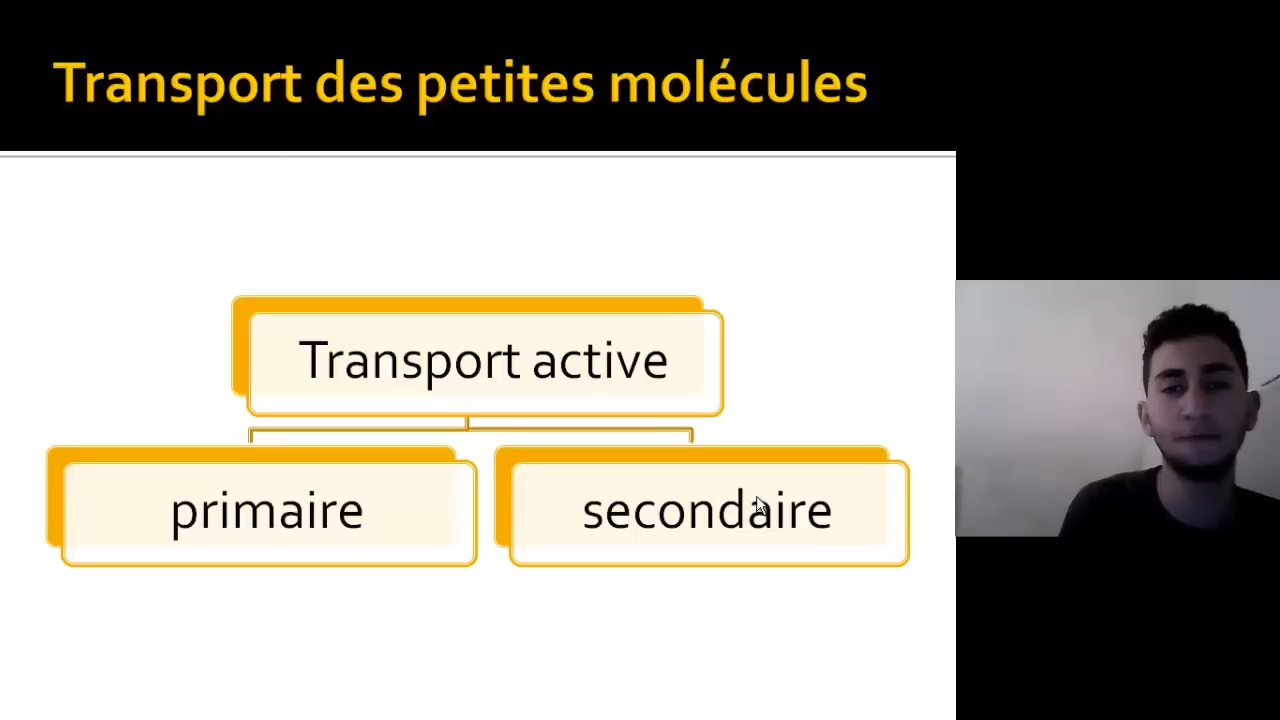 Transport des petites molécules
Transport active
primaire
secondaire